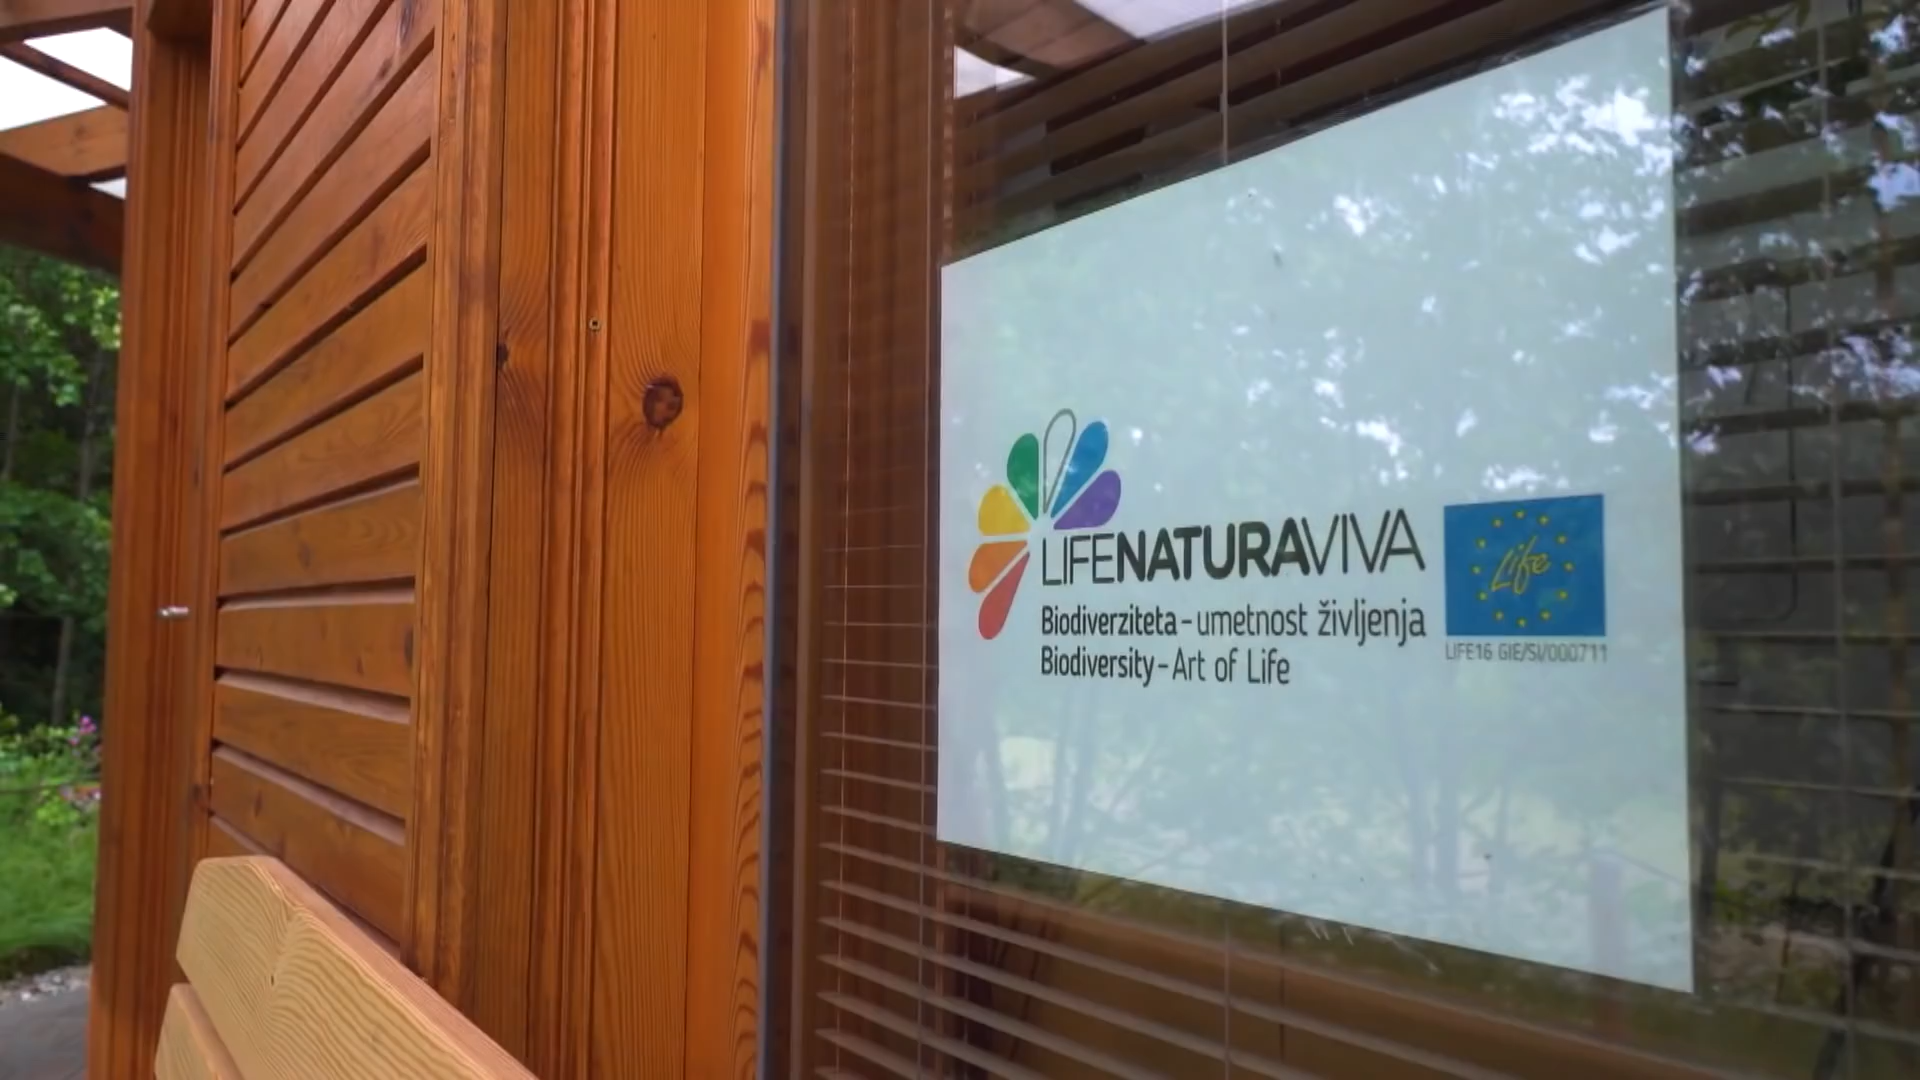 LIFENATURAVIVA
Biodiverziteta - umetnost življenja
Biodiversity - Art of Life
Life
LIFE16 GIE/SI/000711